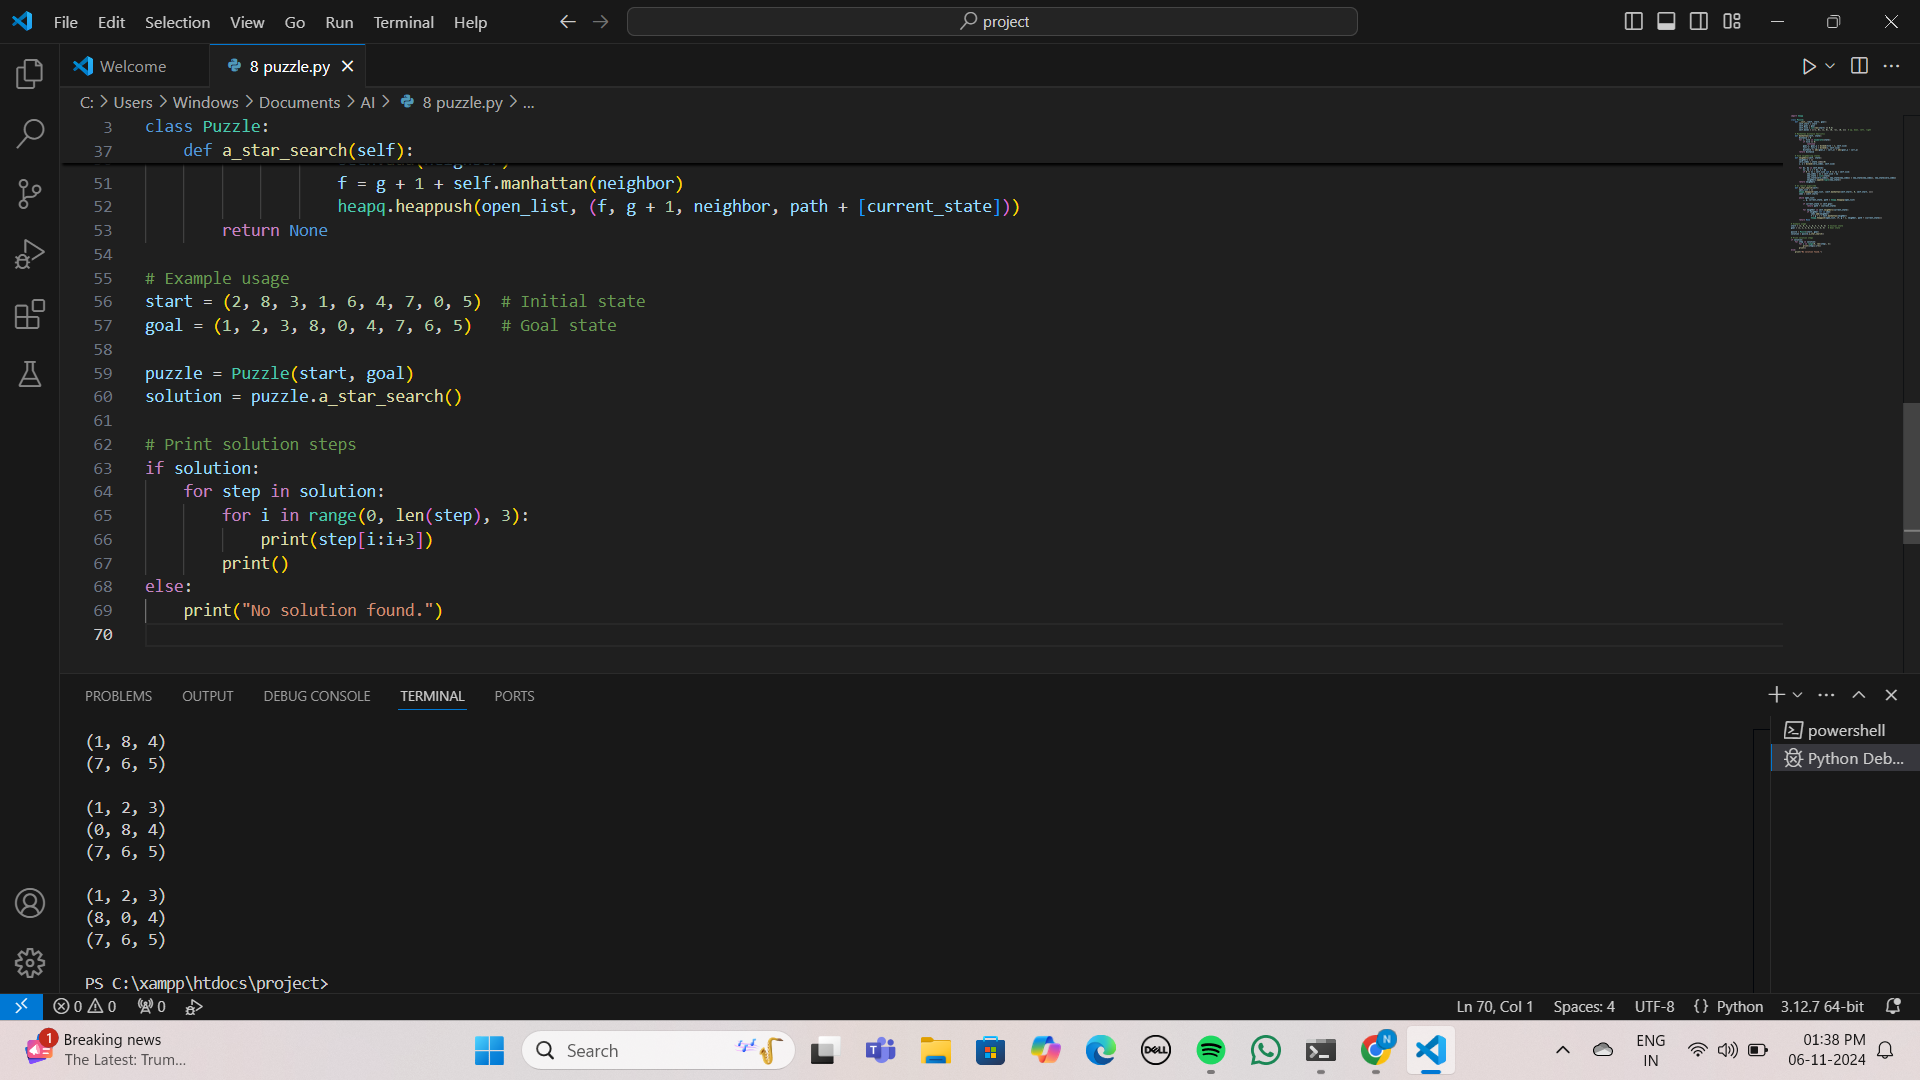 File Edit Selection View Go Run Terminal Help
project
Welcome
8 puzzle.py
C: > Users > Windows > Documents > AI > 8 puzzle.py > ...
3 class Puzzle:
37     def a_star_search(self):
51                     f = g + 1 + self.manhattan(neighbor)
52                     heapq.heappush(open_list, (f, g + 1, neighbor, path + [current_state]))
53         return None
54
55 # Example usage
56 start = (2, 8, 3, 1, 6, 4, 7, 0, 5)  # Initial state
57 goal = (1, 2, 3, 8, 0, 4, 7, 6, 5)   # Goal state
58
59 puzzle = Puzzle(start, goal)
60 solution = puzzle.a_star_search()
61
62 # Print solution steps
63 if solution:
64     for step in solution:
65         for i in range(0, len(step), 3):
66             print(step[i:i+3])
67         print()
68 else:
69     print("No solution found.")
70
PROBLEMS OUTPUT DEBUG CONSOLE TERMINAL PORTS
powershell
Python Deb...
(1, 8, 4)
(7, 6, 5)
(1, 2, 3)
(0, 8, 4)
(7, 6, 5)
(1, 2, 3)
(8, 0, 4)
(7, 6, 5)
PS C:\xampp\htdocs\project>
0 0 0 Ln 70, Col 1 Spaces: 4 UTF-8 {} Python 3.12.7 64-bit
1
Breaking news
The Latest: Trum...
Search
DELL
N
ENG
IN
01:38 PM
06-11-2024